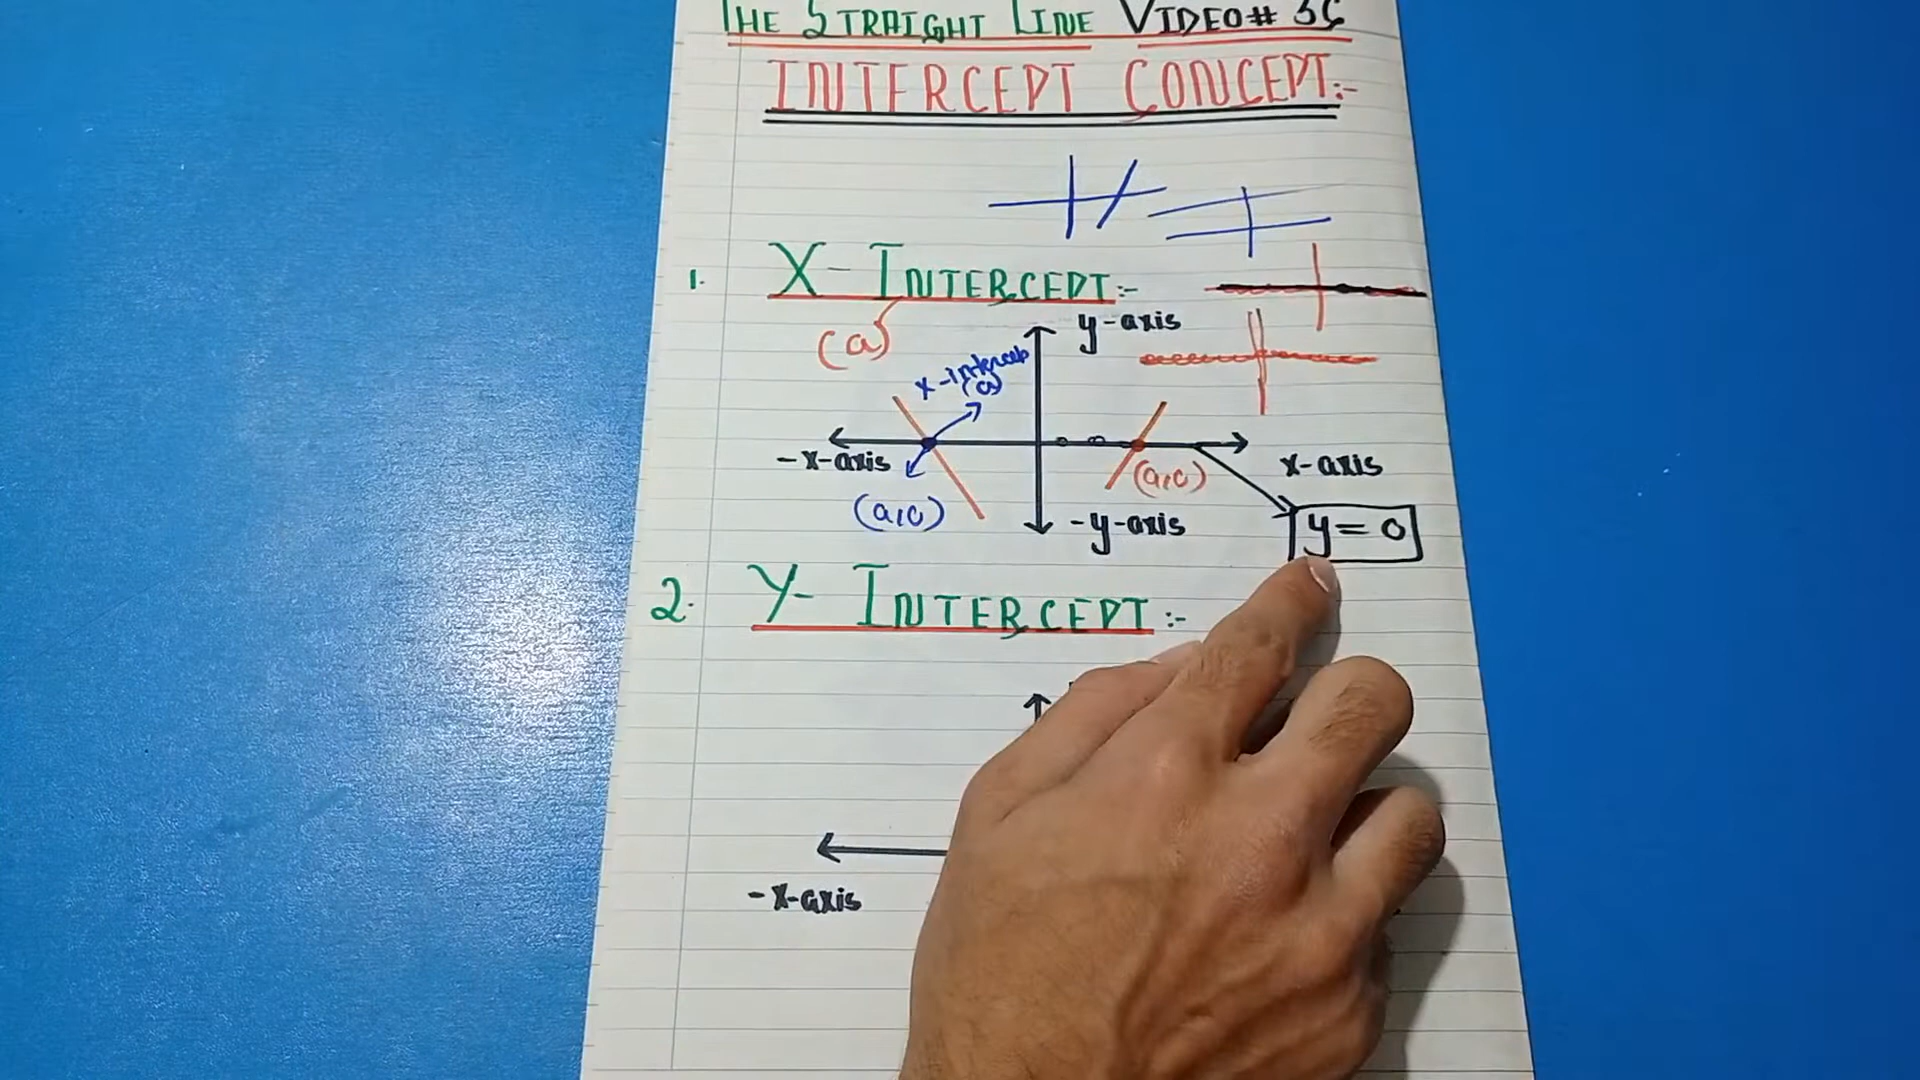 THE STRAIGHT LINE VIDEO# 36
INTERCEPT CONCEPT:-
1. X-INTERCEPT:-
(a)
y-axis
x-intercep
(a)
-x-axis
x-axis
(a,0)
(a,0)
-y-axis
y=0
2. Y-INTERCEPT:-
-x-axis